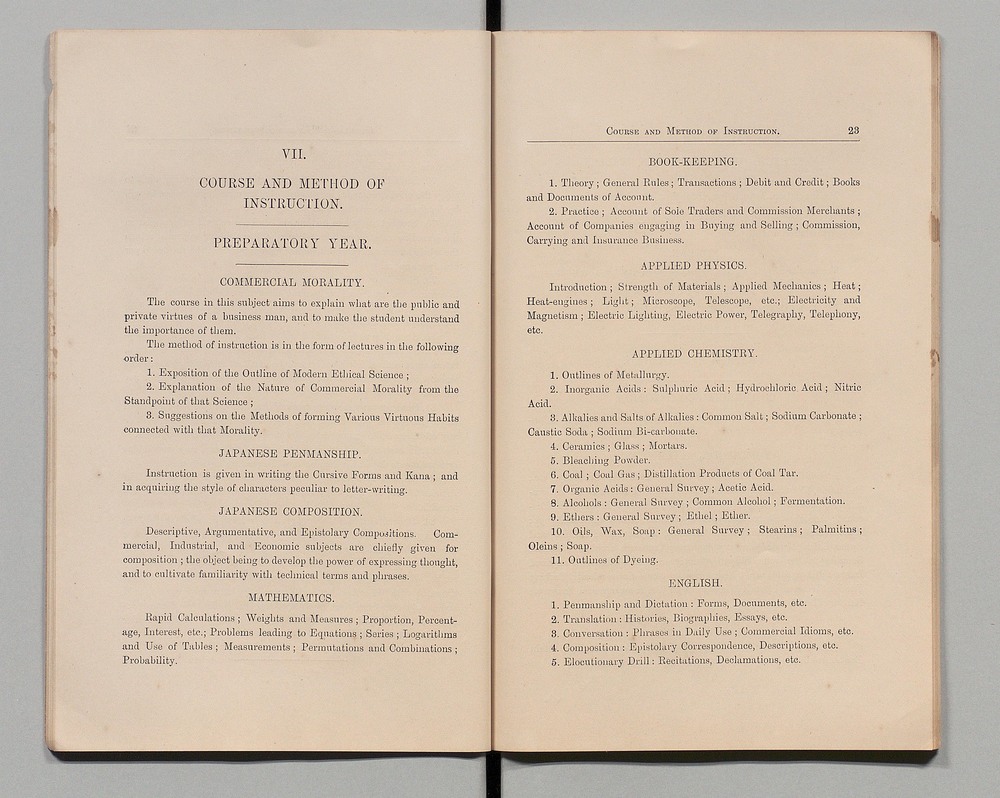 VII.
COURSE AND METHOD OF
INSTRUCTION.
PREPARATORY YEAR.
COMMERCIAL MORALITY.
The course in this subject aims to explain what are the public and
private virtues of a business man, and to make the student understand
the importance of them.
The method of instruction is in the form of lectures in the following
order:
1. Exposition of the Outline of Modern Ethical Science ;
2. Explanation of the Nature of Commercial Morality from the
Standpoint of that Science ;
3. Suggestions on the Methods of forming Various Virtuous Habits
connected with that Morality.
JAPANESE PENMANSHIP.
Instruction is given in writing the Cursive Forms and Kana ; and
in acquiring the style of characters peculiar to letter-writing.
JAPANESE COMPOSITION.
Descriptive, Argumentative, and Epistolary Compositions. Com-
mercial, Industrial, and Economic subjects are chiefly given for
composition ; the object being to develop the power of expressing thought,
and to cultivate familiarity with technical terms and phrases.
MATHEMATICS.
Rapid Calculations ; Weights and Measures ; Proportion, Percent-
age, Interest, etc.; Problems leading to Equations ; Series ; Logarithms
and Use of Tables ; Measurements ; Permutations and Combinations ;
Probability.
COURSE AND METHOD OF INSTRUCTION. 23
BOOK-KEEPING.
1. Theory ; General Rules ; Transactions ; Debit and Credit ; Books
and Documents of Account.
2. Practice ; Account of Sole Traders and Commission Merchants ;
Account of Companies engaging in Buying and Selling ; Commission,
Carrying and Insurance Business.
APPLIED PHYSICS.
Introduction ; Strength of Materials ; Applied Mechanics ; Heat ;
Heat-engines ; Light ; Microscope, Telescope, etc.; Electricity and
Magnetism ; Electric Lighting, Electric Power, Telegraphy, Telephony,
etc.
APPLIED CHEMISTRY.
1. Outlines of Metallurgy.
2. Inorganic Acids : Sulphuric Acid ; Hydrochloric Acid ; Nitric
Acid.
3. Alkalies and Salts of Alkalies : Common Salt ; Sodium Carbonate ;
Caustic Soda ; Sodium Bi-carbonate.
4. Ceramics ; Glass ; Mortars.
5. Bleaching Powder.
6. Coal ; Coal Gas ; Distillation Products of Coal Tar.
7. Organic Acids : General Survey ; Acetic Acid.
8. Alcohols : General Survey ; Common Alcohol ; Fermentation.
9. Ethers : General Survey ; Ethel ; Ether.
10. Oils, Wax, Soap : General Survey ; Stearins ; Palmitins ;
Oleins ; Soap.
11. Outlines of Dyeing.
ENGLISH.
1. Penmanship and Dictation : Forms, Documents, etc.
2. Translation : Histories, Biographies, Essays, etc.
3. Conversation : Phrases in Daily Use ; Commercial Idioms, etc.
4. Composition : Epistolary Correspondence, Descriptions, etc.
5. Elocutionary Drill : Recitations, Declamations, etc.